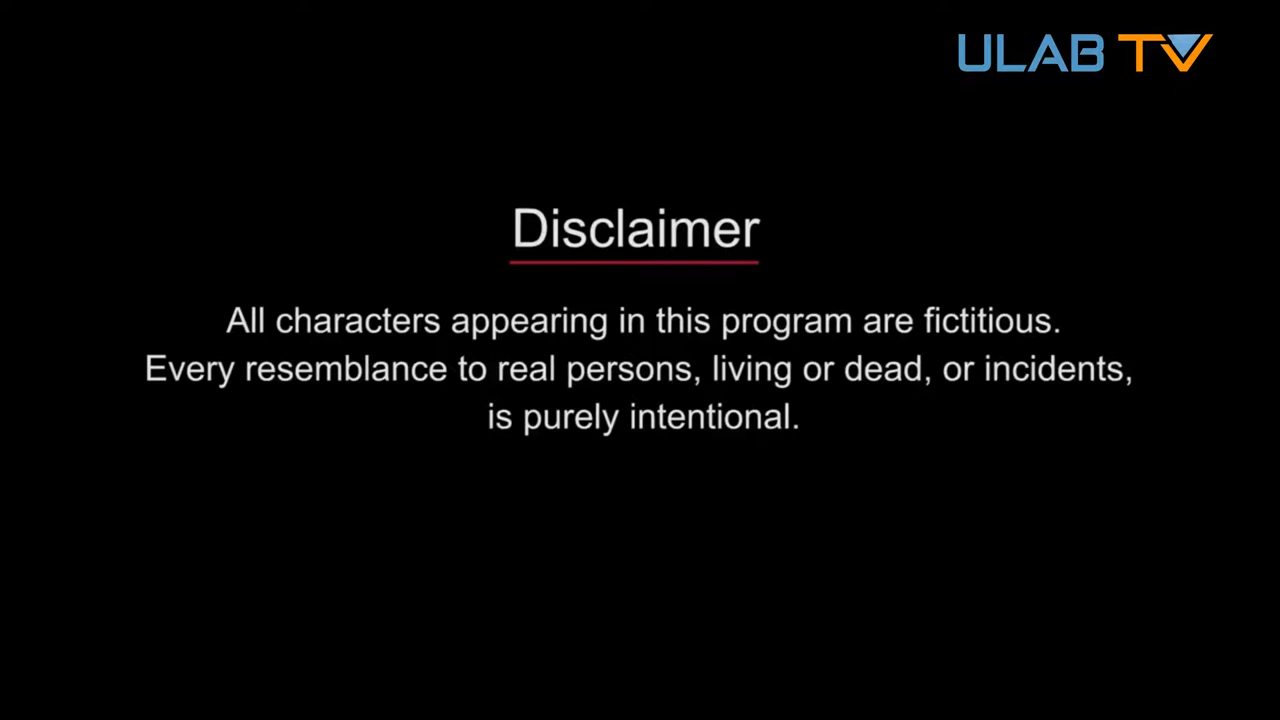 ULAB TV
Disclaimer
All characters appearing in this program are fictitious.
Every resemblance to real persons, living or dead, or incidents,
is purely intentional.